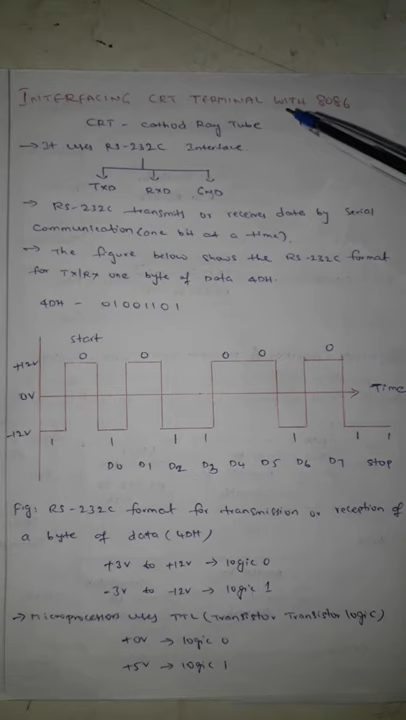 INTERFACING CRT TERMINAL WITH 8086
CRT - Cathod Ray Tube
→ It uses RS-232C Interface.
TXD RXD GND
→ RS-232C transmits or receives data by Serial
Communication (one bit at a time).
→ The figure below shows the RS-232C format
for Tx/Rx one byte of Data 4DH.
4DH - 01001101
start
0 0 0 0 0
+12V
0V
Time
-12V
1 1 1 1 1 1 1
D0 D1 D2 D3 D4 D5 D6 D7 stop
Fig: RS-232C format for transmission or reception of
a byte of data (4DH)
+3V to +12V → logic 0
-3V to -12V → logic 1
→ Microprocessor uses TTL (Transistor Transistor logic)
+0V → logic 0
+5V → logic 1